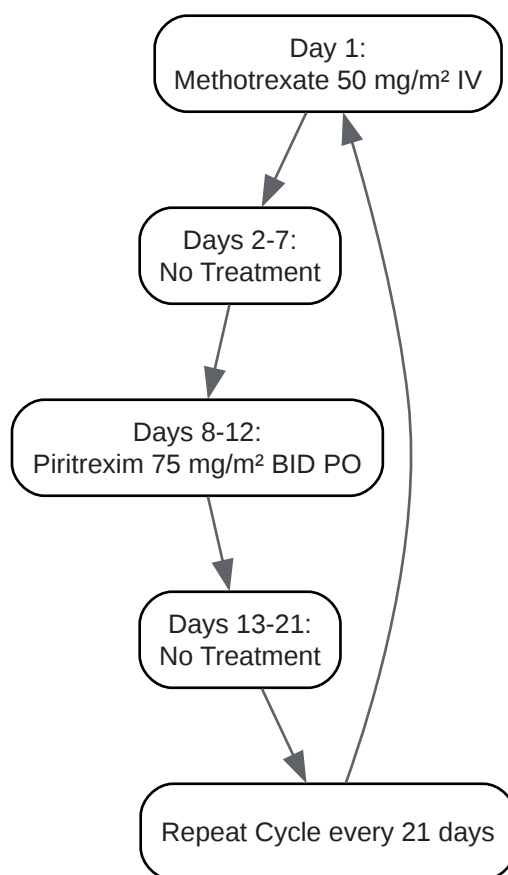 Day 1:
Methotrexate 50 mg/m² IV
Days 2-7:
No Treatment
Days 8-12:
Piritrexim 75 mg/m² BID PO
Days 13-21:
No Treatment
Repeat Cycle every 21 days